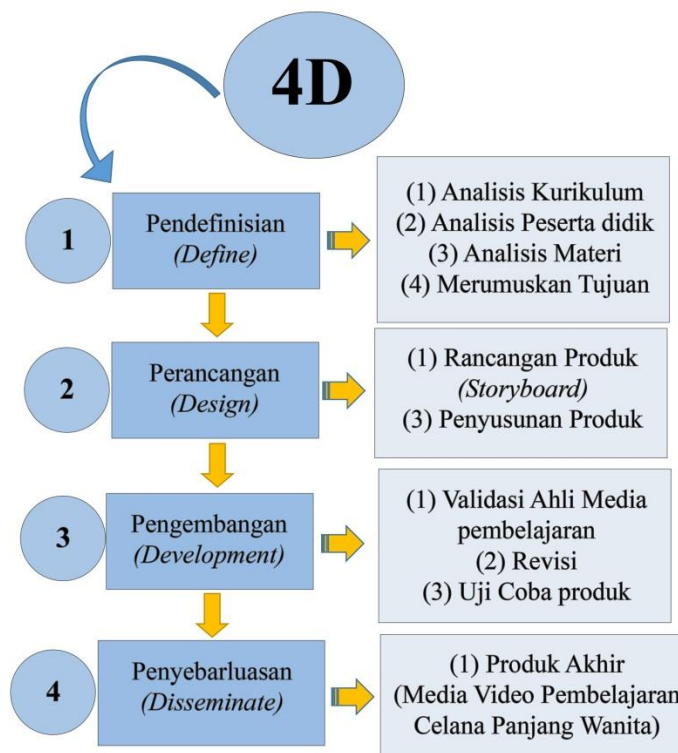 4D
1
Pendefinisian
(Define)
(1) Analisis Kurikulum
(2) Analisis Peserta didik
(3) Analisis Materi
(4) Merumuskan Tujuan
2
Perancangan
(Design)
(1) Rancangan Produk
(Storyboard)
(3) Penyusunan Produk
3
Pengembangan
(Development)
(1) Validasi Ahli Media
pembelajaran
(2) Revisi
(3) Uji Coba produk
4
Penyebarluasan
(Disseminate)
(1) Produk Akhir
(Media Video Pembelajaran
Celana Panjang Wanita)